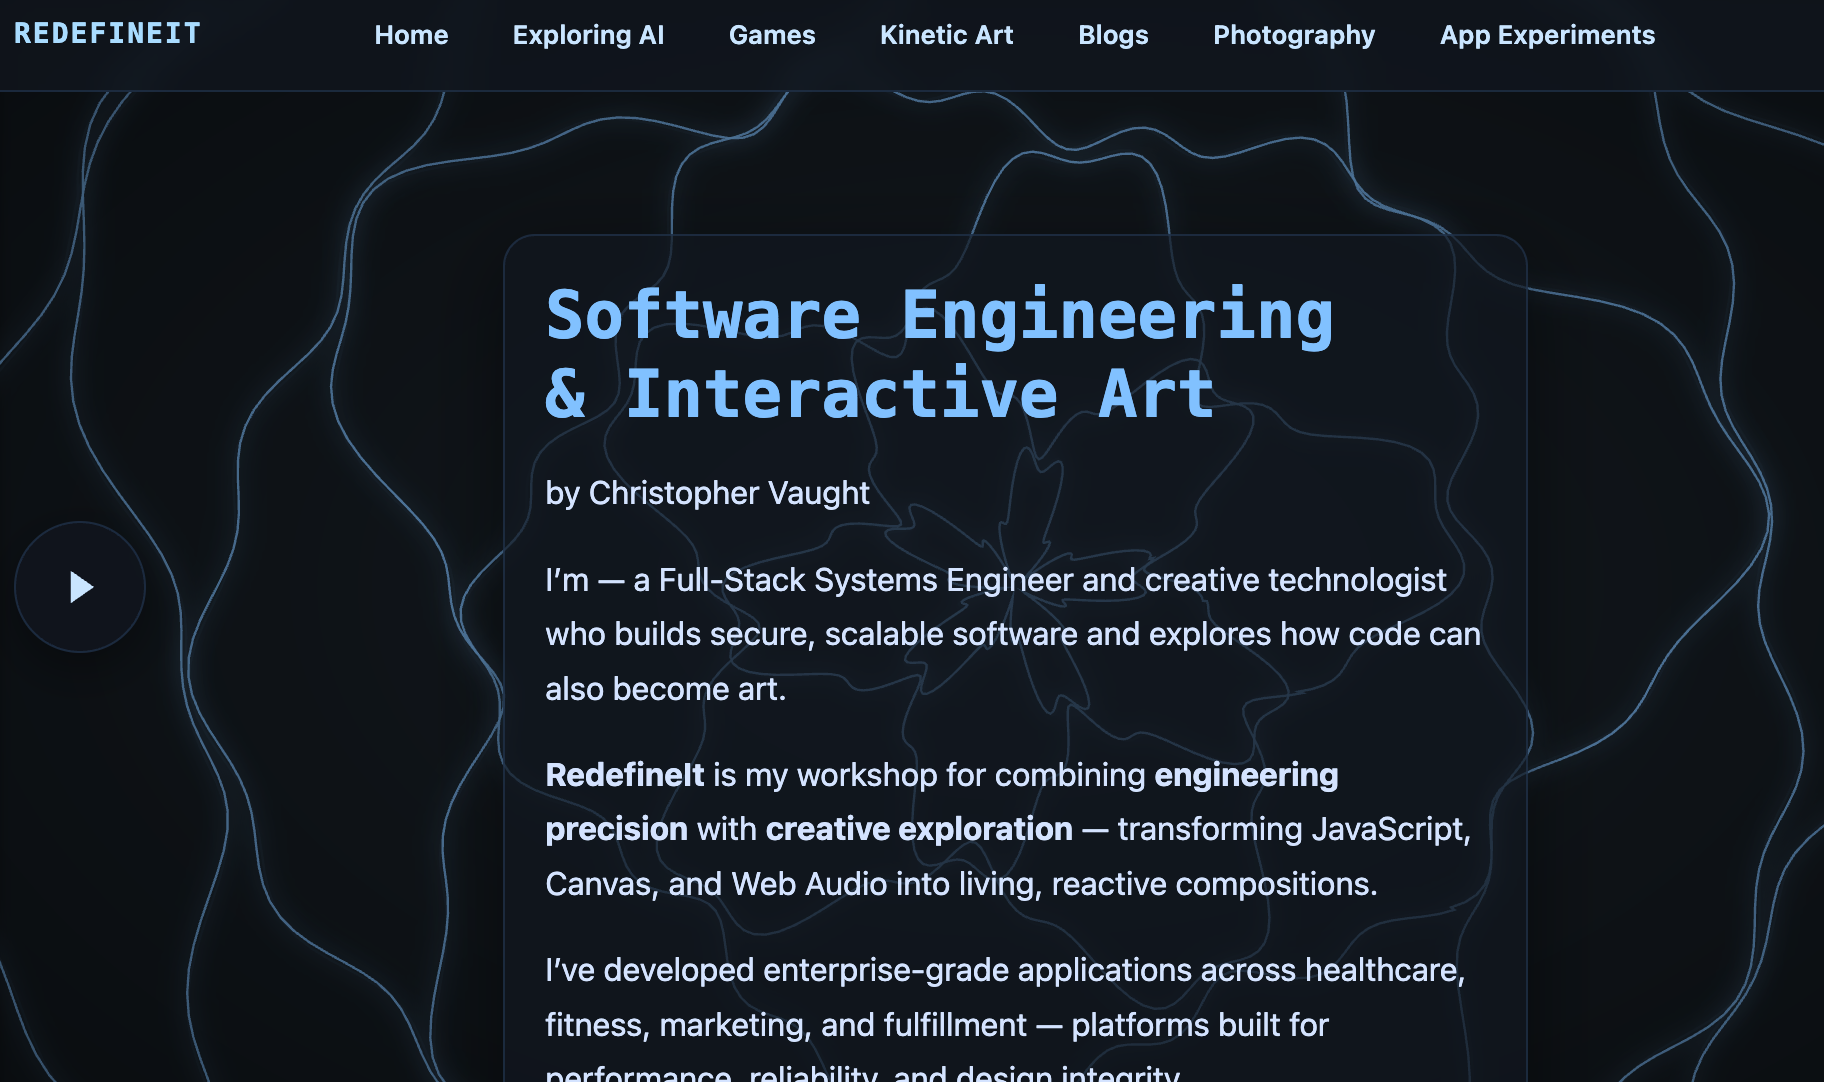 REDEFINEIT
Home
Exploring AI
Games
Kinetic Art
Blogs
Photography
App Experiments
Software Engineering
& Interactive Art
by Christopher Vaught
I’m — a Full-Stack Systems Engineer and creative technologist
who builds secure, scalable software and explores how code can
also become art.
RedefineIt is my workshop for combining engineering
precision with creative exploration — transforming JavaScript,
Canvas, and Web Audio into living, reactive compositions.
I’ve developed enterprise-grade applications across healthcare,
fitness, marketing, and fulfillment — platforms built for
performance, reliability, and design integrity.